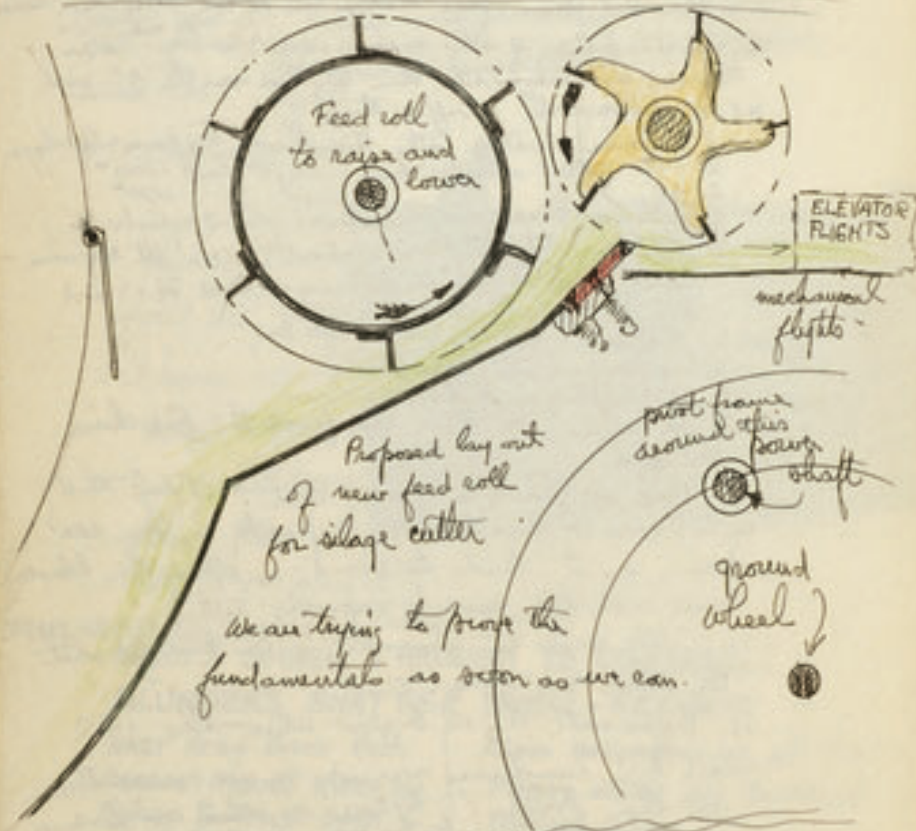 Feed roll
to raise and
lower
ELEVATOR
FLIGHTS
mechanical
flights
pivot frame
around this
power
shaft
Proposed lay out
of new feed roll
for silage cutter
ground
wheel
We are trying to prove the
fundamentals as soon as we can.